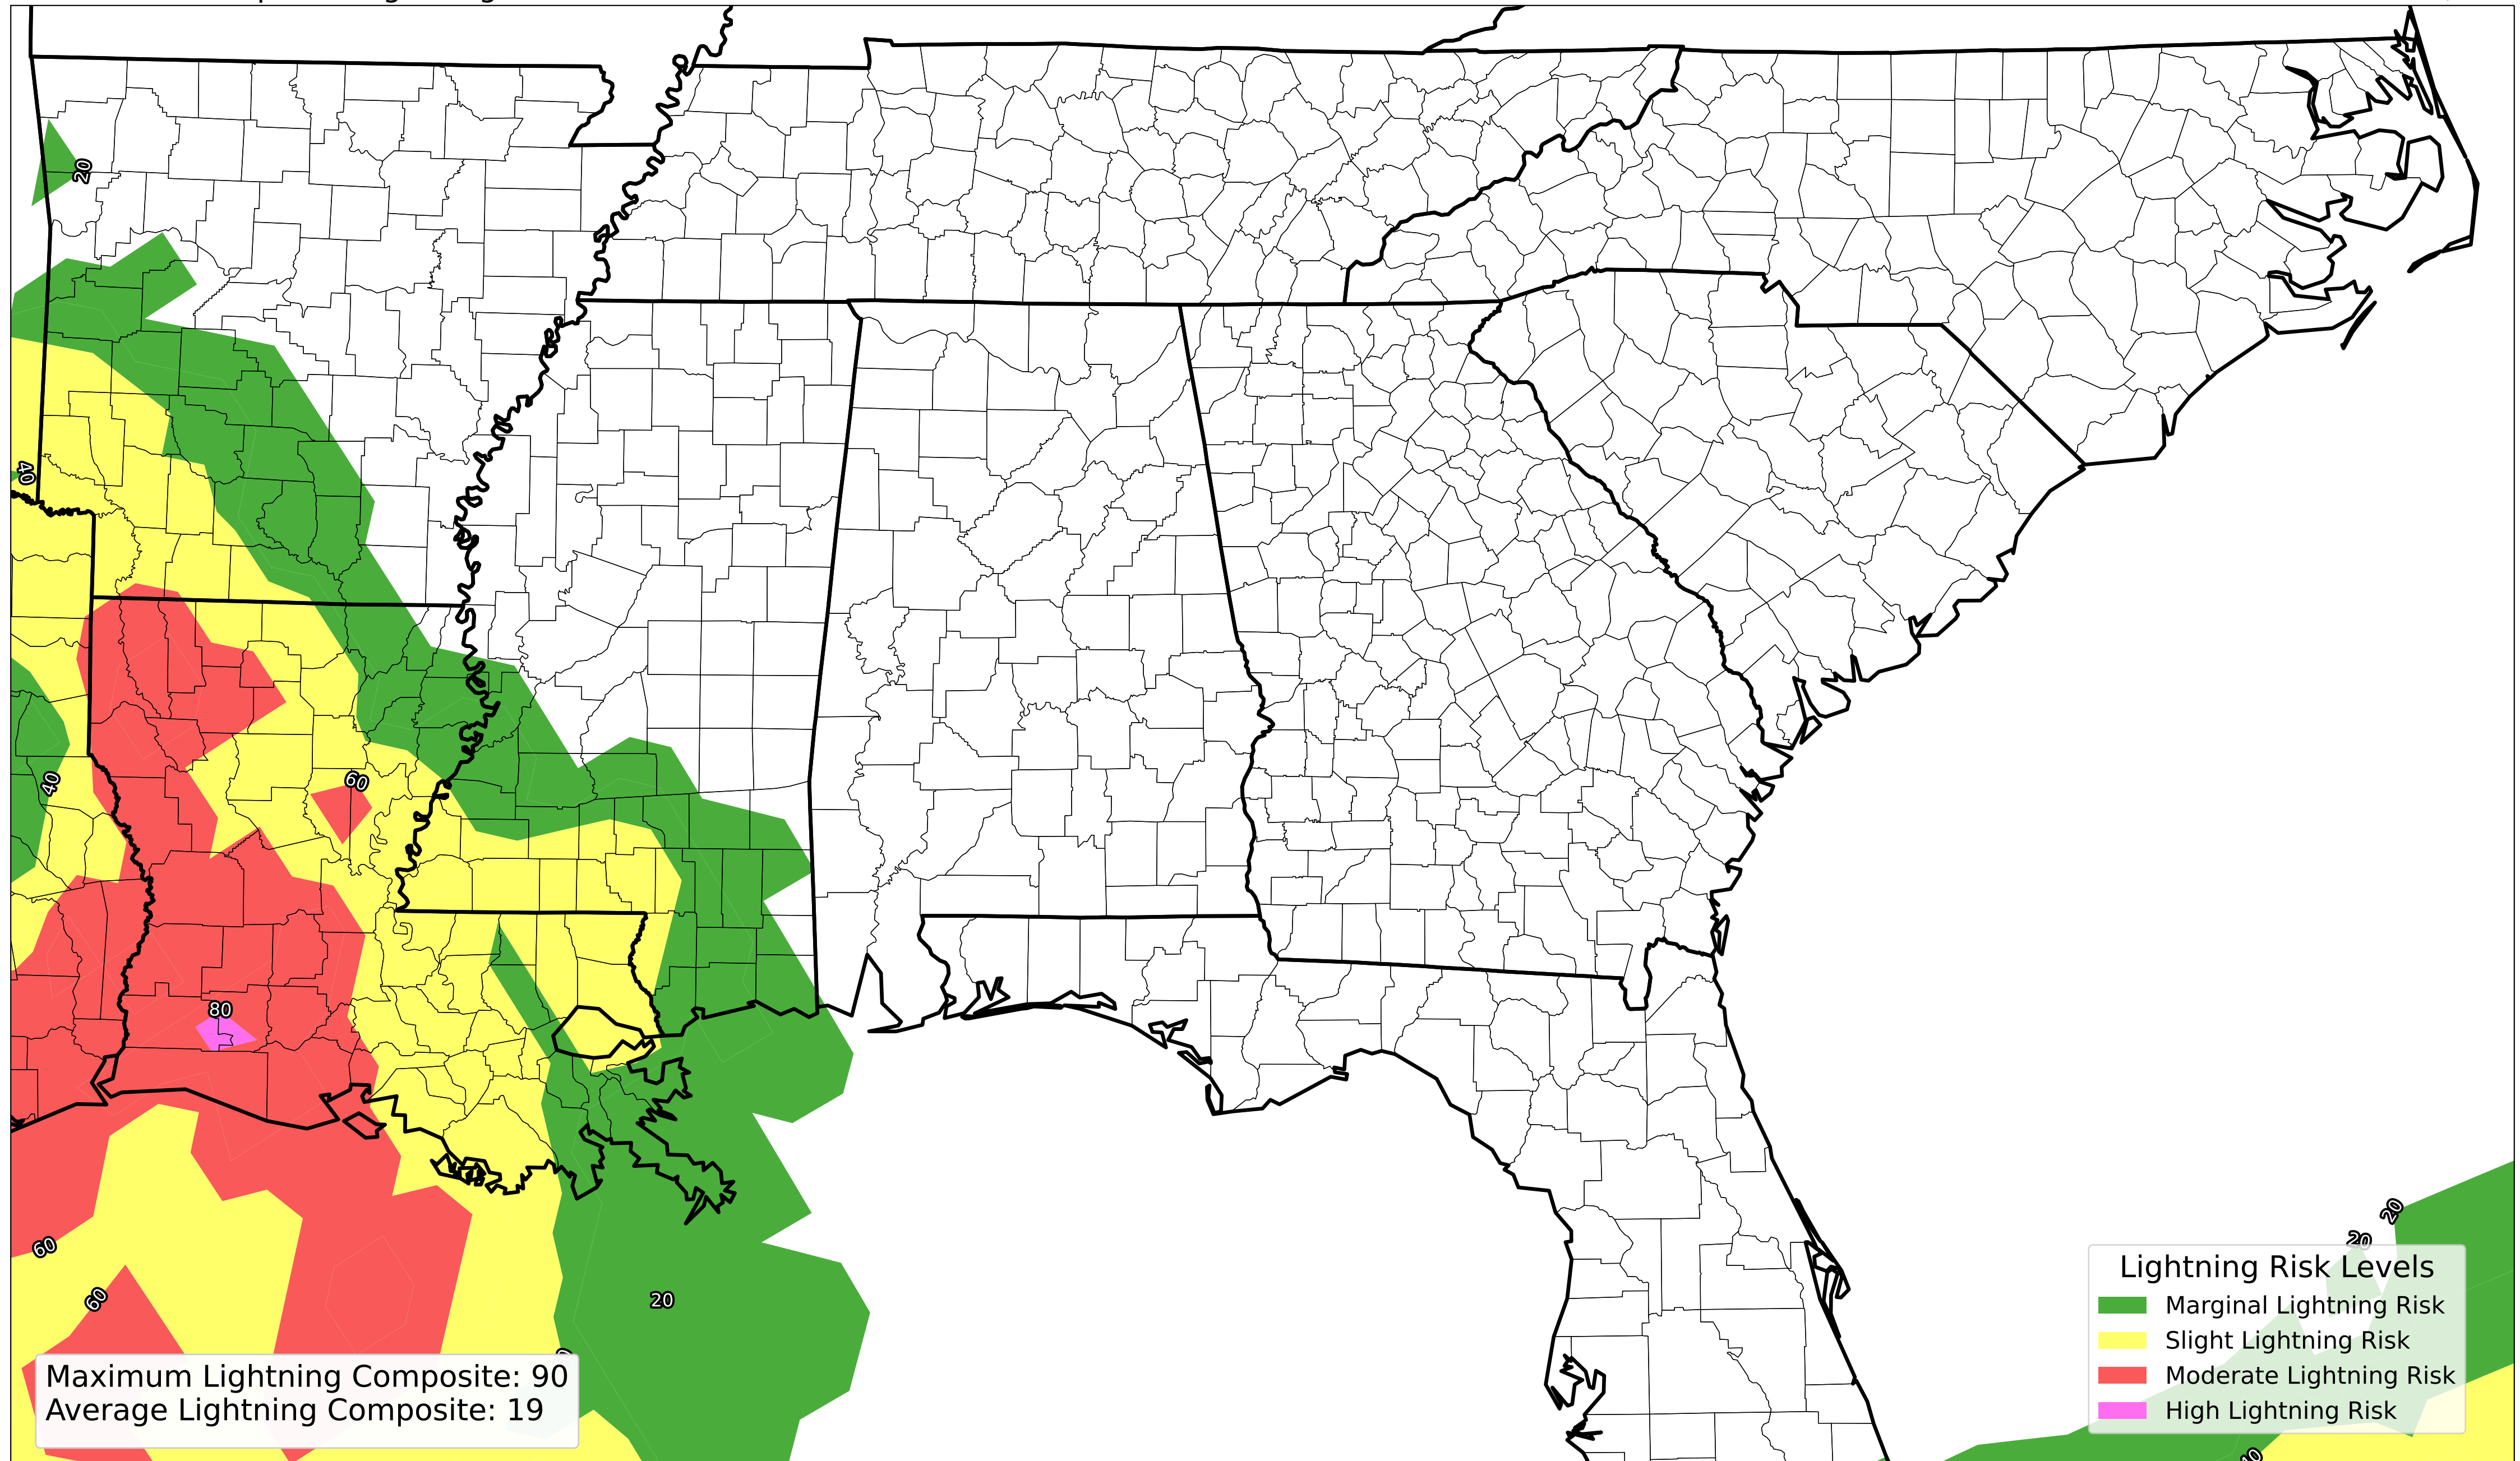 20
40
40
60
80
20
20
60
60
20
Lightning Risk Levels
Marginal Lightning Risk
Slight Lightning Risk
Moderate Lightning Risk
High Lightning Risk
Maximum Lightning Composite: 90
Average Lightning Composite: 19